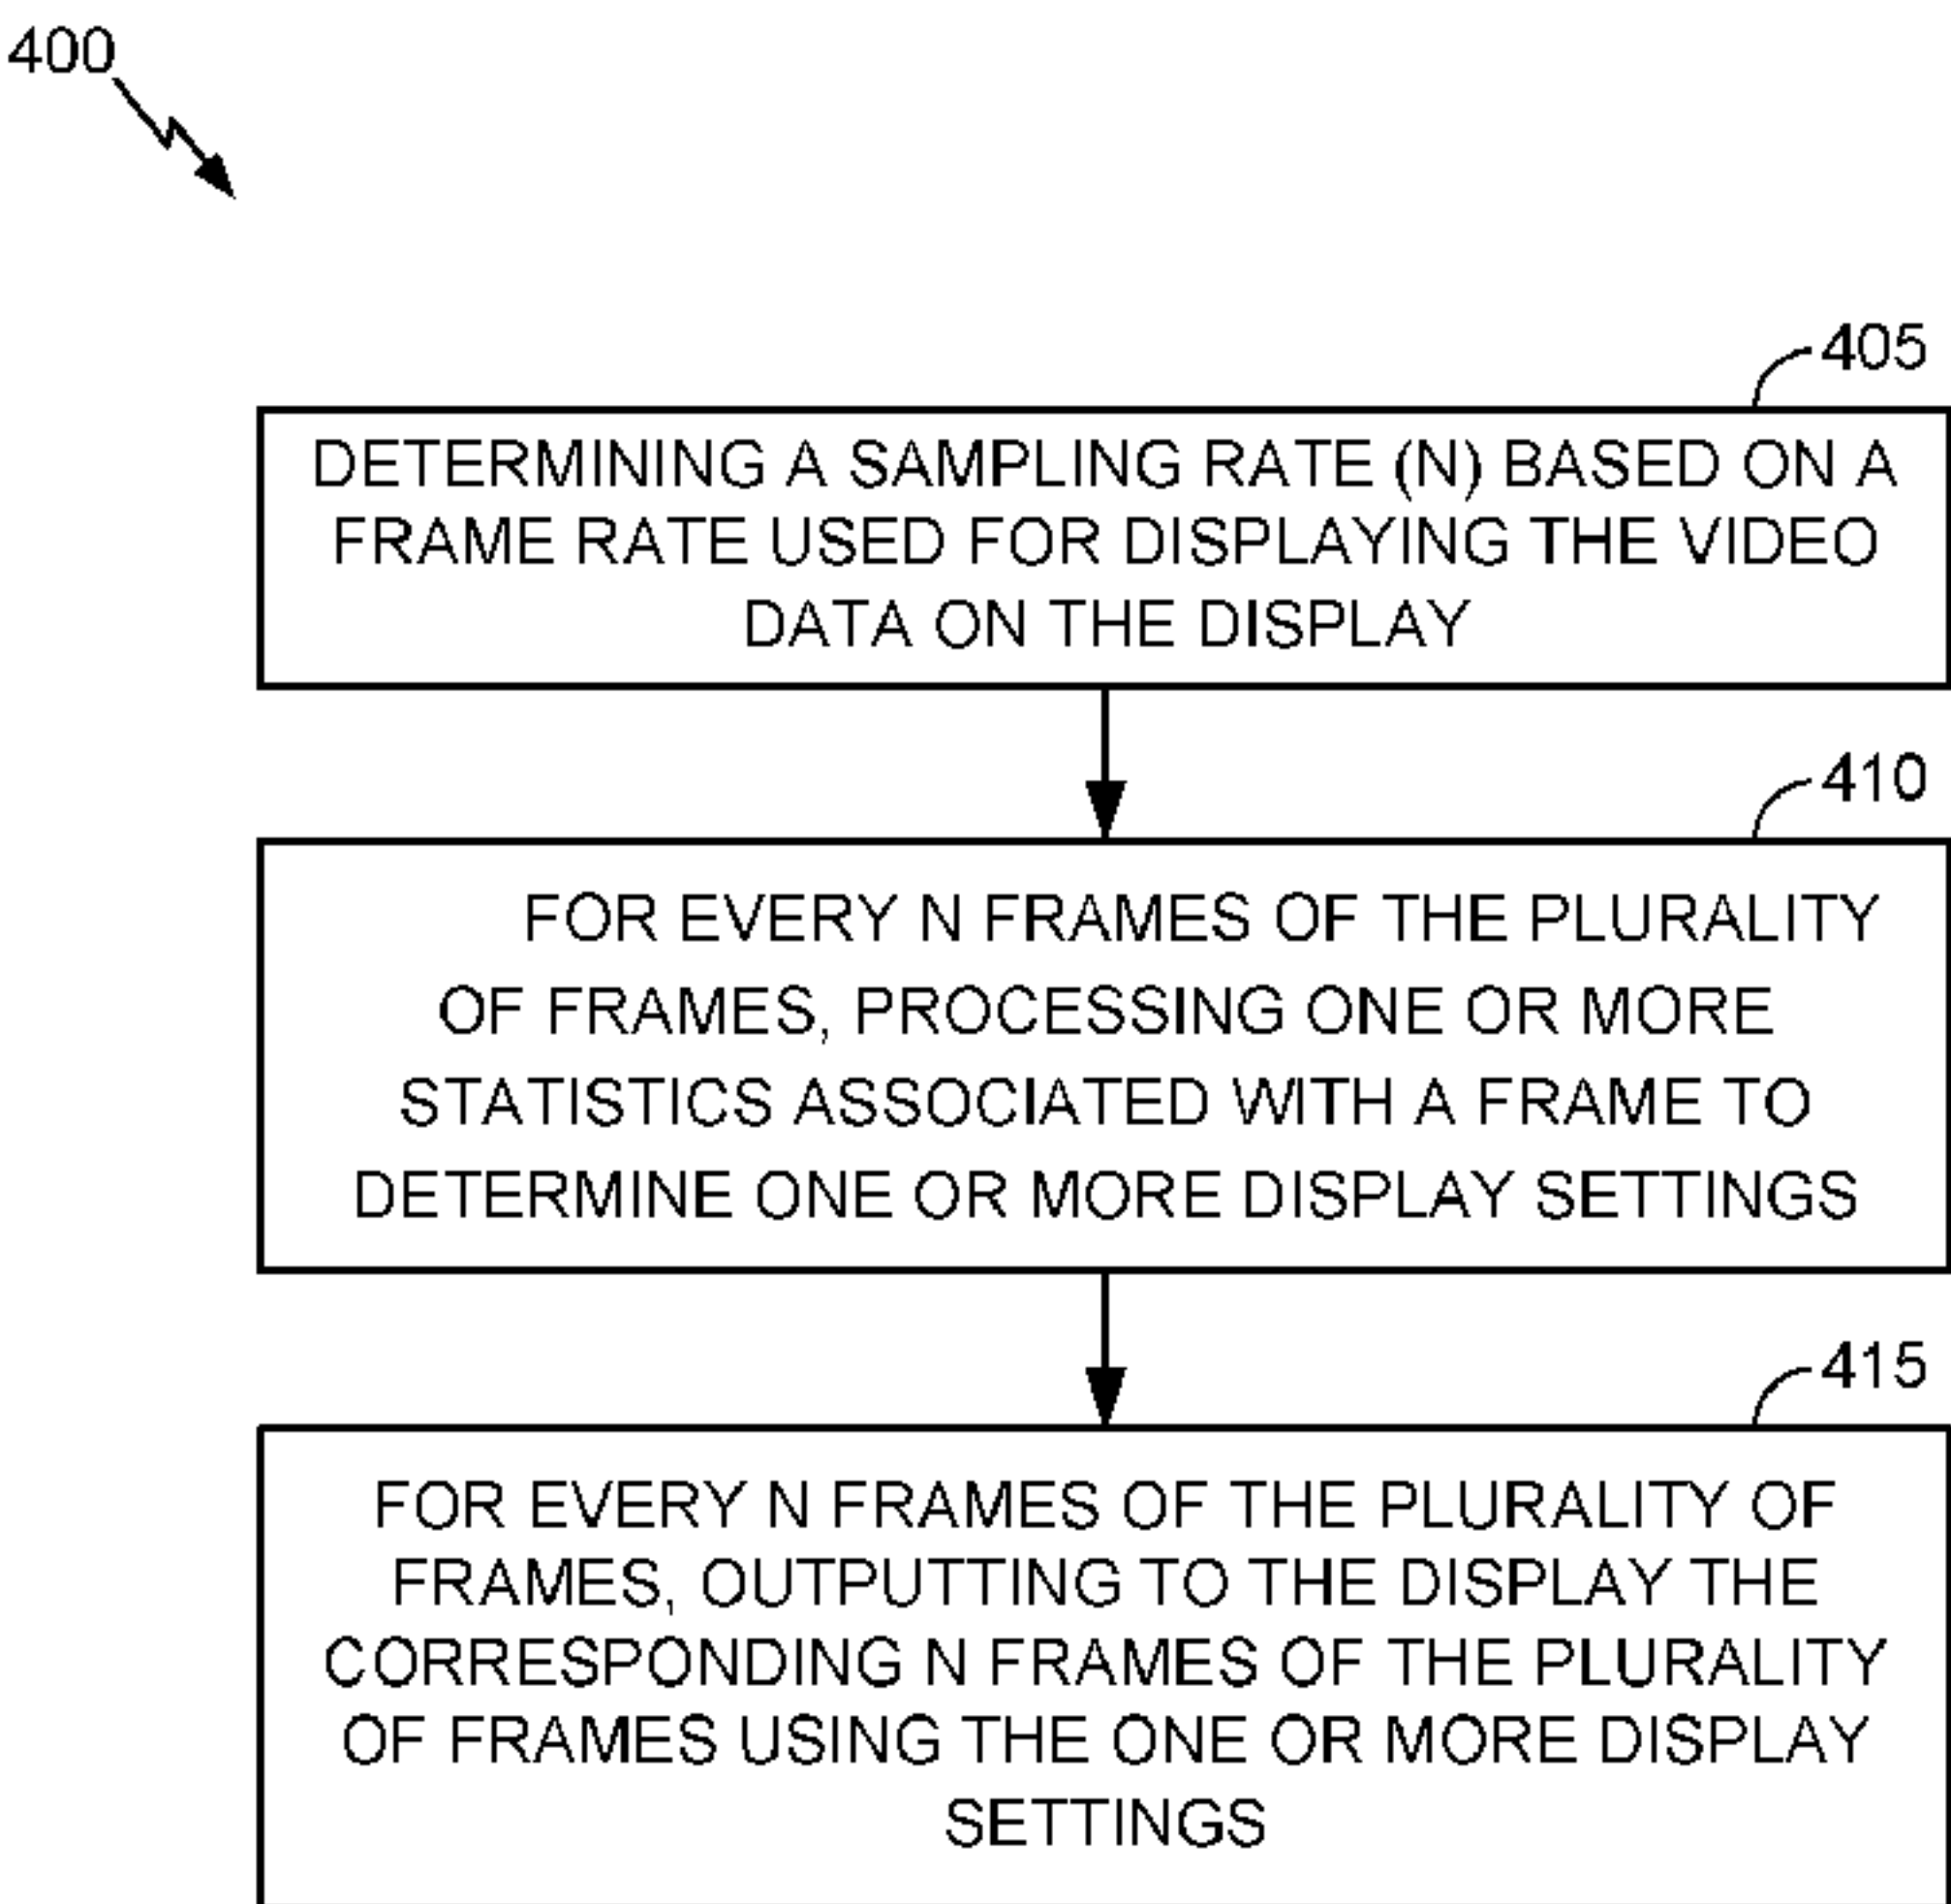 400
405
DETERMINING A SAMPLING RATE (N) BASED ON A
FRAME RATE USED FOR DISPLAYING THE VIDEO
DATA ON THE DISPLAY
410
FOR EVERY N FRAMES OF THE PLURALITY
OF FRAMES, PROCESSING ONE OR MORE
STATISTICS ASSOCIATED WITH A FRAME TO
DETERMINE ONE OR MORE DISPLAY SETTINGS
415
FOR EVERY N FRAMES OF THE PLURALITY OF
FRAMES, OUTPUTTING TO THE DISPLAY THE
CORRESPONDING N FRAMES OF THE PLURALITY
OF FRAMES USING THE ONE OR MORE DISPLAY
SETTINGS